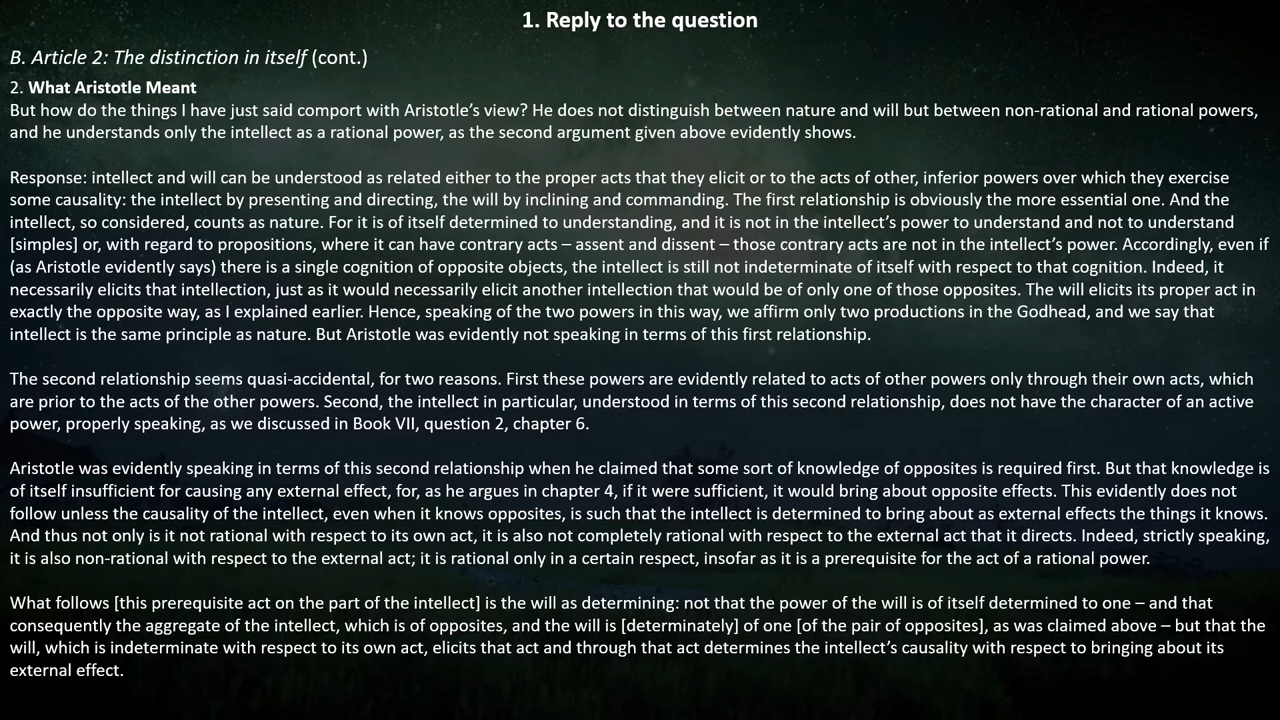 1. Reply to the question
B. Article 2: The distinction in itself (cont.)
2. What Aristotle Meant
But how do the things I have just said comport with Aristotle's view? He does not distinguish between nature and will but between non-rational and rational powers,
and he understands only the intellect as a rational power, as the second argument given above evidently shows.
Response: intellect and will can be understood as related either to the proper acts that they elicit or to the acts of other, inferior powers over which they exercise
some causality: the intellect by presenting and directing, the will by inclining and commanding. The first relationship is obviously the more essential one. And the
intellect, so considered, counts as nature. For it is of itself determined to understanding, and it is not in the intellect's power to understand and not to understand
[simples] or, with regard to propositions, where it can have contrary acts – assent and dissent – those contrary acts are not in the intellect's power. Accordingly, even if
(as Aristotle evidently says) there is a single cognition of opposite objects, the intellect is still not indeterminate of itself with respect to that cognition. Indeed, it
necessarily elicits that intellection, just as it would necessarily elicit another intellection that would be of only one of those opposites. The will elicits its proper act in
exactly the opposite way, as I explained earlier. Hence, speaking of the two powers in this way, we affirm only two productions in the Godhead, and we say that
intellect is the same principle as nature. But Aristotle was evidently not speaking in terms of this first relationship.
The second relationship seems quasi-accidental, for two reasons. First these powers are evidently related to acts of other powers only through their own acts, which
are prior to the acts of the other powers. Second, the intellect in particular, understood in terms of this second relationship, does not have the character of an active
power, properly speaking, as we discussed in Book VII, question 2, chapter 6.
Aristotle was evidently speaking in terms of this second relationship when he claimed that some sort of knowledge of opposites is required first. But that knowledge is
of itself insufficient for causing any external effect, for, as he argues in chapter 4, if it were sufficient, it would bring about opposite effects. This evidently does not
follow unless the causality of the intellect, even when it knows opposites, is such that the intellect is determined to bring about as external effects the things it knows.
And thus not only is it not rational with respect to its own act, it is also not completely rational with respect to the external act that it directs. Indeed, strictly speaking,
it is also non-rational with respect to the external act; it is rational only in a certain respect, insofar as it is a prerequisite for the act of a rational power.
What follows [this prerequisite act on the part of the intellect] is the will as determining: not that the power of the will is of itself determined to one – and that
consequently the aggregate of the intellect, which is of opposites, and the will is [determinately] of one [of the pair of opposites], as was claimed above – but that the
will, which is indeterminate with respect to its own act, elicits that act and through that act determines the intellect's causality with respect to bringing about its
external effect.